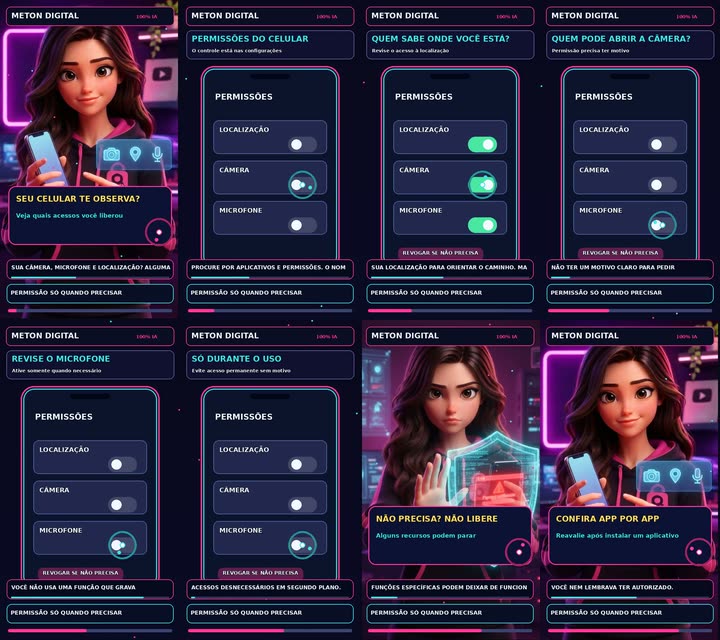 METON DIGITAL
100% IA
SEU CELULAR TE OBSERVA?
Veja quais acessos você liberou
SUA CÂMERA, MICROFONE E LOCALIZAÇÃO? ALGUMA
PERMISSÃO SÓ QUANDO PRECISAR
METON DIGITAL
100% IA
PERMISSÕES DO CELULAR
O controle está nas configurações
PERMISSÕES
LOCALIZAÇÃO
CÂMERA
MICROFONE
PROCURE POR APLICATIVOS E PERMISSÕES. O NOM
PERMISSÃO SÓ QUANDO PRECISAR
METON DIGITAL
100% IA
QUEM SABE ONDE VOCÊ ESTÁ?
Revise o acesso à localização
PERMISSÕES
LOCALIZAÇÃO
CÂMERA
MICROFONE
REVOGAR SE NÃO PRECISA
SUA LOCALIZAÇÃO PARA ORIENTAR O CAMINHO. MA
PERMISSÃO SÓ QUANDO PRECISAR
METON DIGITAL
100% IA
QUEM PODE ABRIR A CÂMERA?
Permissão precisa ter motivo
PERMISSÕES
LOCALIZAÇÃO
CÂMERA
MICROFONE
REVOGAR SE NÃO PRECISA
NÃO TER UM MOTIVO CLARO PARA PEDIR
PERMISSÃO SÓ QUANDO PRECISAR
METON DIGITAL
100% IA
REVISE O MICROFONE
Ative somente quando necessário
PERMISSÕES
LOCALIZAÇÃO
CÂMERA
MICROFONE
REVOGAR SE NÃO PRECISA
VOCÊ NÃO USA UMA FUNÇÃO QUE GRAVA
PERMISSÃO SÓ QUANDO PRECISAR
METON DIGITAL
100% IA
SÓ DURANTE O USO
Evite acesso permanente sem motivo
PERMISSÕES
LOCALIZAÇÃO
CÂMERA
MICROFONE
REVOGAR SE NÃO PRECISA
ACESSOS DESNECESSÁRIOS EM SEGUNDO PLANO.
PERMISSÃO SÓ QUANDO PRECISAR
METON DIGITAL
100% IA
NÃO PRECISA? NÃO LIBERE
Alguns recursos podem parar
FUNÇÕES ESPECÍFICAS PODEM DEIXAR DE FUNCION
PERMISSÃO SÓ QUANDO PRECISAR
METON DIGITAL
100% IA
CONFIRA APP POR APP
Reavalie após instalar um aplicativo
VOCÊ NEM LEMBRAVA TER AUTORIZADO.
PERMISSÃO SÓ QUANDO PRECISAR